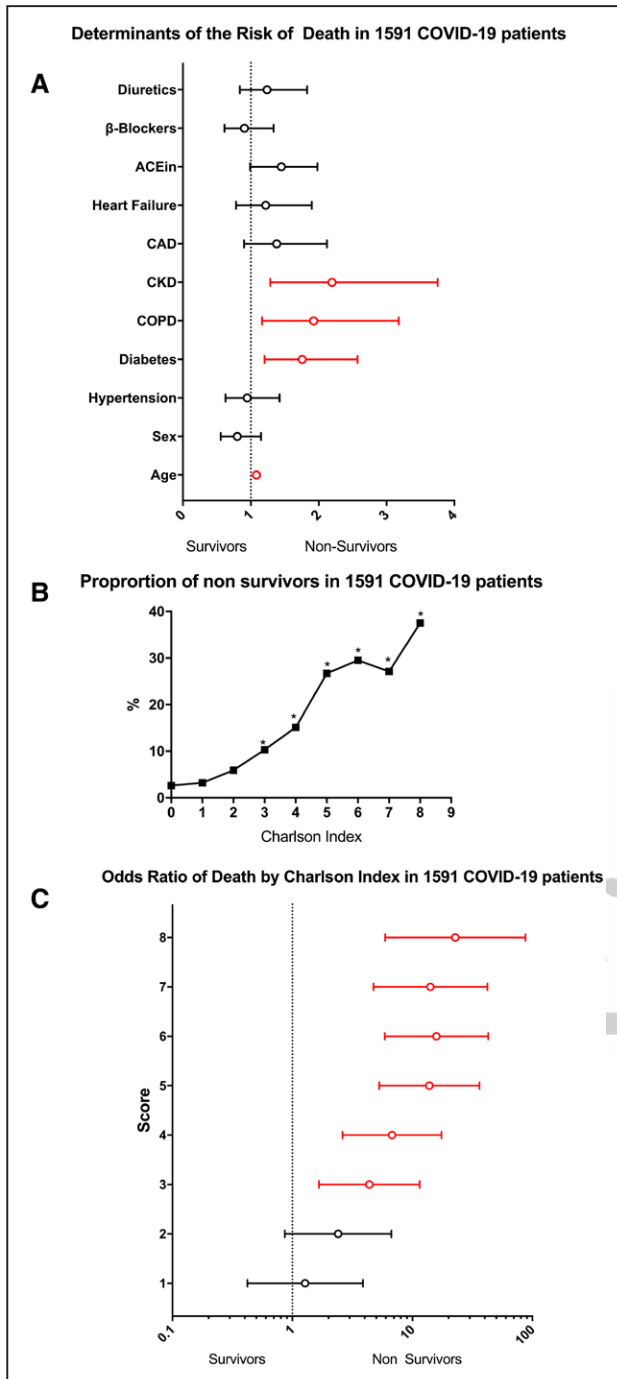 Determinants of the Risk of Death in 1591 COVID-19 patients
A
Diuretics
β-Blockers
ACEin
Heart Failure
CAD
CKD
COPD
Diabetes
Hypertension
Sex
Age
0 1 2 3 4
Survivors Non-Survivors
B
Proprortion of non survivors in 1591 COVID-19 patients
40
30
20
10
0
%
* * * * * *
0 1 2 3 4 5 6 7 8 9
Charlson Index
Odds Ratio of Death by Charlson Index in 1591 COVID-19 patients
C
8
7
6
5
4
3
2
1
Score
0.1 1 10 100
Survivors Non Survivors